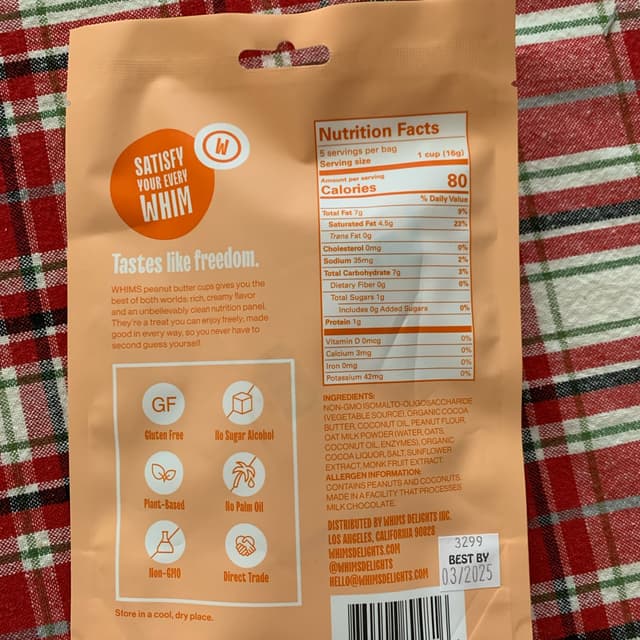 SATISFY
YOUR EVERY
WHIM
W
Tastes like freedom.
WHIMS peanut butter cups gives you the
best of both worlds: rich, creamy flavor
and an unbelievably clean nutrition panel.
They're a treat you can enjoy freely, made
good in every way, so you never have to
second guess yourself.
GF
Gluten Free
No Sugar Alcohol
Plant-Based
No Palm Oil
Non-GMO
Direct Trade
Store in a cool, dry place.
Nutrition Facts
5 servings per bag
Serving size 1 cup (16g)
Amount per serving
Calories 80
% Daily Value
Total Fat 7g 9%
Saturated Fat 4.5g 23%
Trans Fat 0g
Cholesterol 0mg 0%
Sodium 35mg 2%
Total Carbohydrate 7g 3%
Dietary Fiber 0g 0%
Total Sugars 1g
Includes 0g Added Sugars 0%
Protein 1g
Vitamin D 0mcg 0%
Calcium 3mg 0%
Iron 0mg 0%
Potassium 42mg 0%
INGREDIENTS:
NON-GMO ISOMALTO-OLIGOSACCHARIDE
(VEGETABLE SOURCE), ORGANIC COCOA
BUTTER, COCONUT OIL, PEANUT FLOUR,
OAT MILK POWDER (WATER, OATS,
COCONUT OIL, ENZYMES), ORGANIC
COCOA LIQUOR, SALT, SUNFLOWER
EXTRACT, MONK FRUIT EXTRACT.
ALLERGEN INFORMATION:
CONTAINS PEANUTS AND COCONUTS.
MADE IN A FACILITY THAT PROCESSES
MILK CHOCOLATE.
DISTRIBUTED BY WHIMS DELIGHTS INC.
LOS ANGELES, CALIFORNIA 90028
WHIMSDELIGHTS.COM
@WHIMSDELIGHTS
HELLO@WHIMSDELIGHTS.COM
3299
BEST BY
03/2025